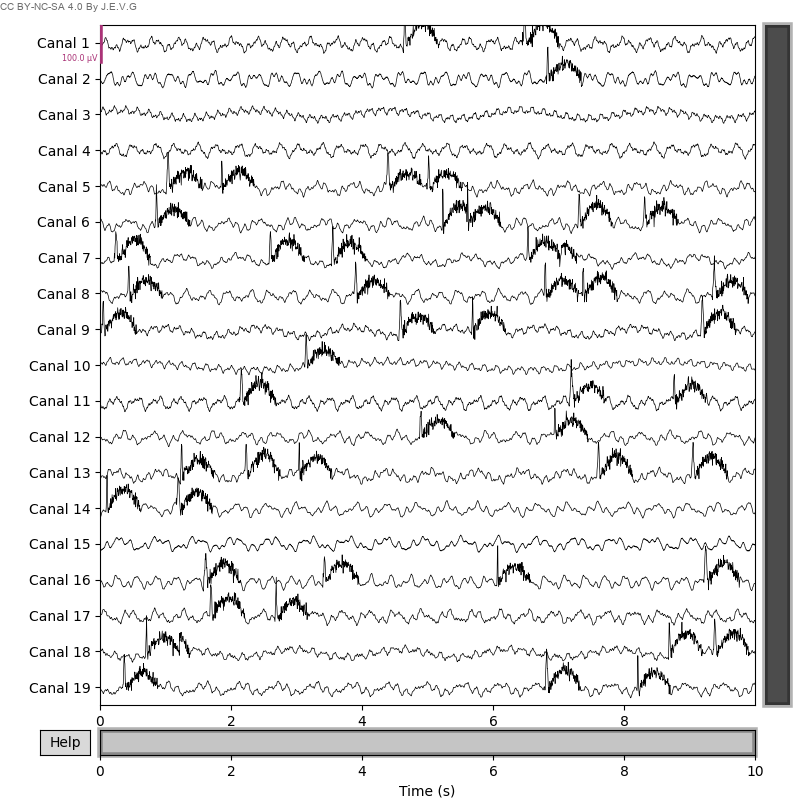 CC BY-NC-SA 4.0 By J.E.V.G
Canal 1
100.0 µV
Canal 2
Canal 3
Canal 4
Canal 5
Canal 6
Canal 7
Canal 8
Canal 9
Canal 10
Canal 11
Canal 12
Canal 13
Canal 14
Canal 15
Canal 16
Canal 17
Canal 18
Canal 19
0 2 4 6 8
Help
0 2 4 6 8 10
Time (s)